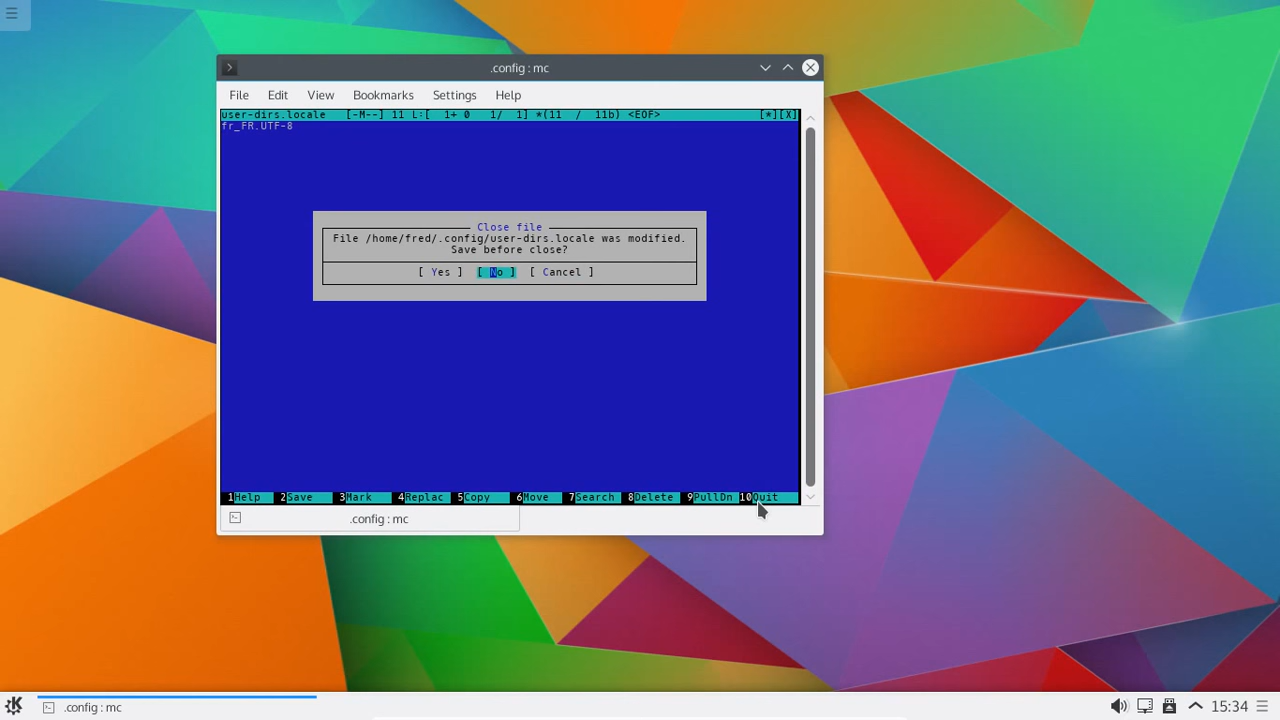 .config : mc
File Edit View Bookmarks Settings Help
user-dirs.locale [-M--] 11 L:[ 1+ 0 1/ 1] *(11 / 11b) <EOF> [*][X]
fr_FR.UTF-8
Close file
File /home/fred/.config/user-dirs.locale was modified.
Save before close?
[ Yes ] [ No ] [ Cancel ]
1Help 2Save 3Mark 4Replac 5Copy 6Move 7Search 8Delete 9PullDn 10Quit
.config : mc
.config : mc 15:34